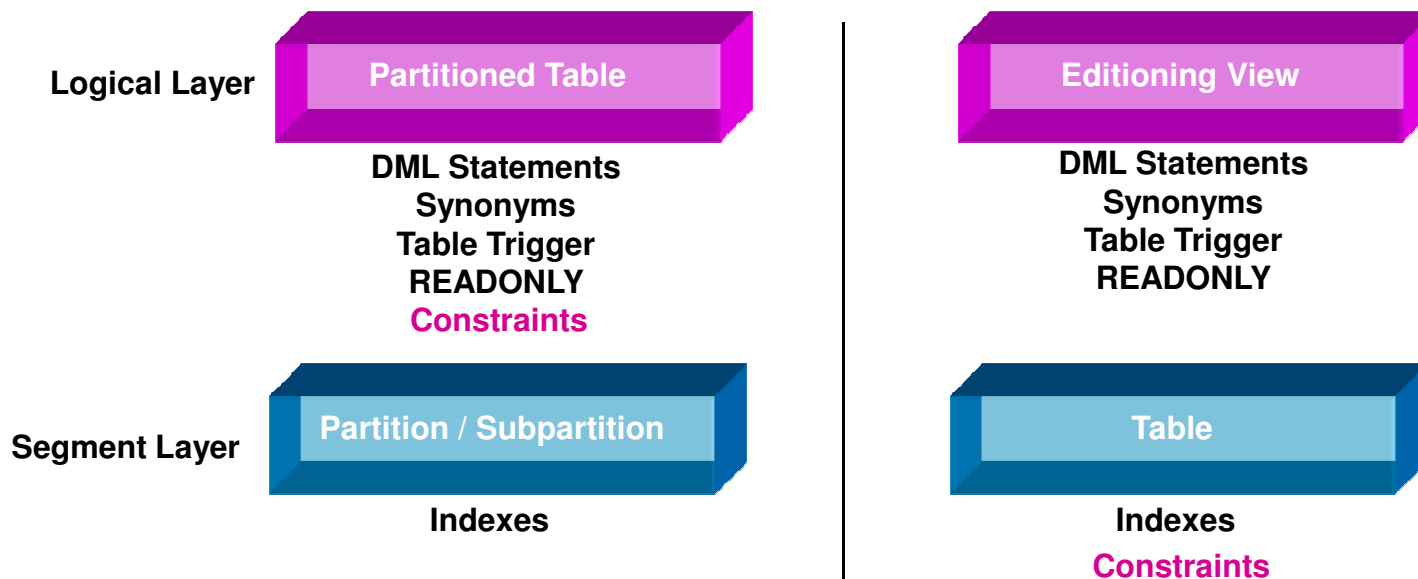 Logical Layer
Partitioned Table
DML Statements
Synonyms
Table Trigger
READONLY
Constraints
Segment Layer
Partition / Subpartition
Indexes
Editioning View
DML Statements
Synonyms
Table Trigger
READONLY
Table
Indexes
Constraints